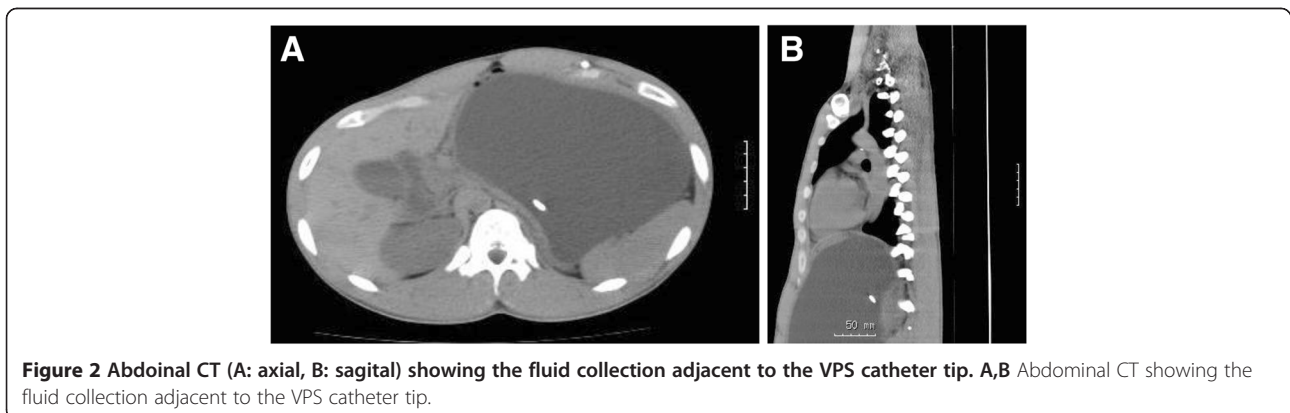 A
B
50 mm
Figure 2 Abdoinal CT (A: axial, B: sagital) showing the fluid collection adjacent to the VPS catheter tip. A,B Abdominal CT showing the
fluid collection adjacent to the VPS catheter tip.